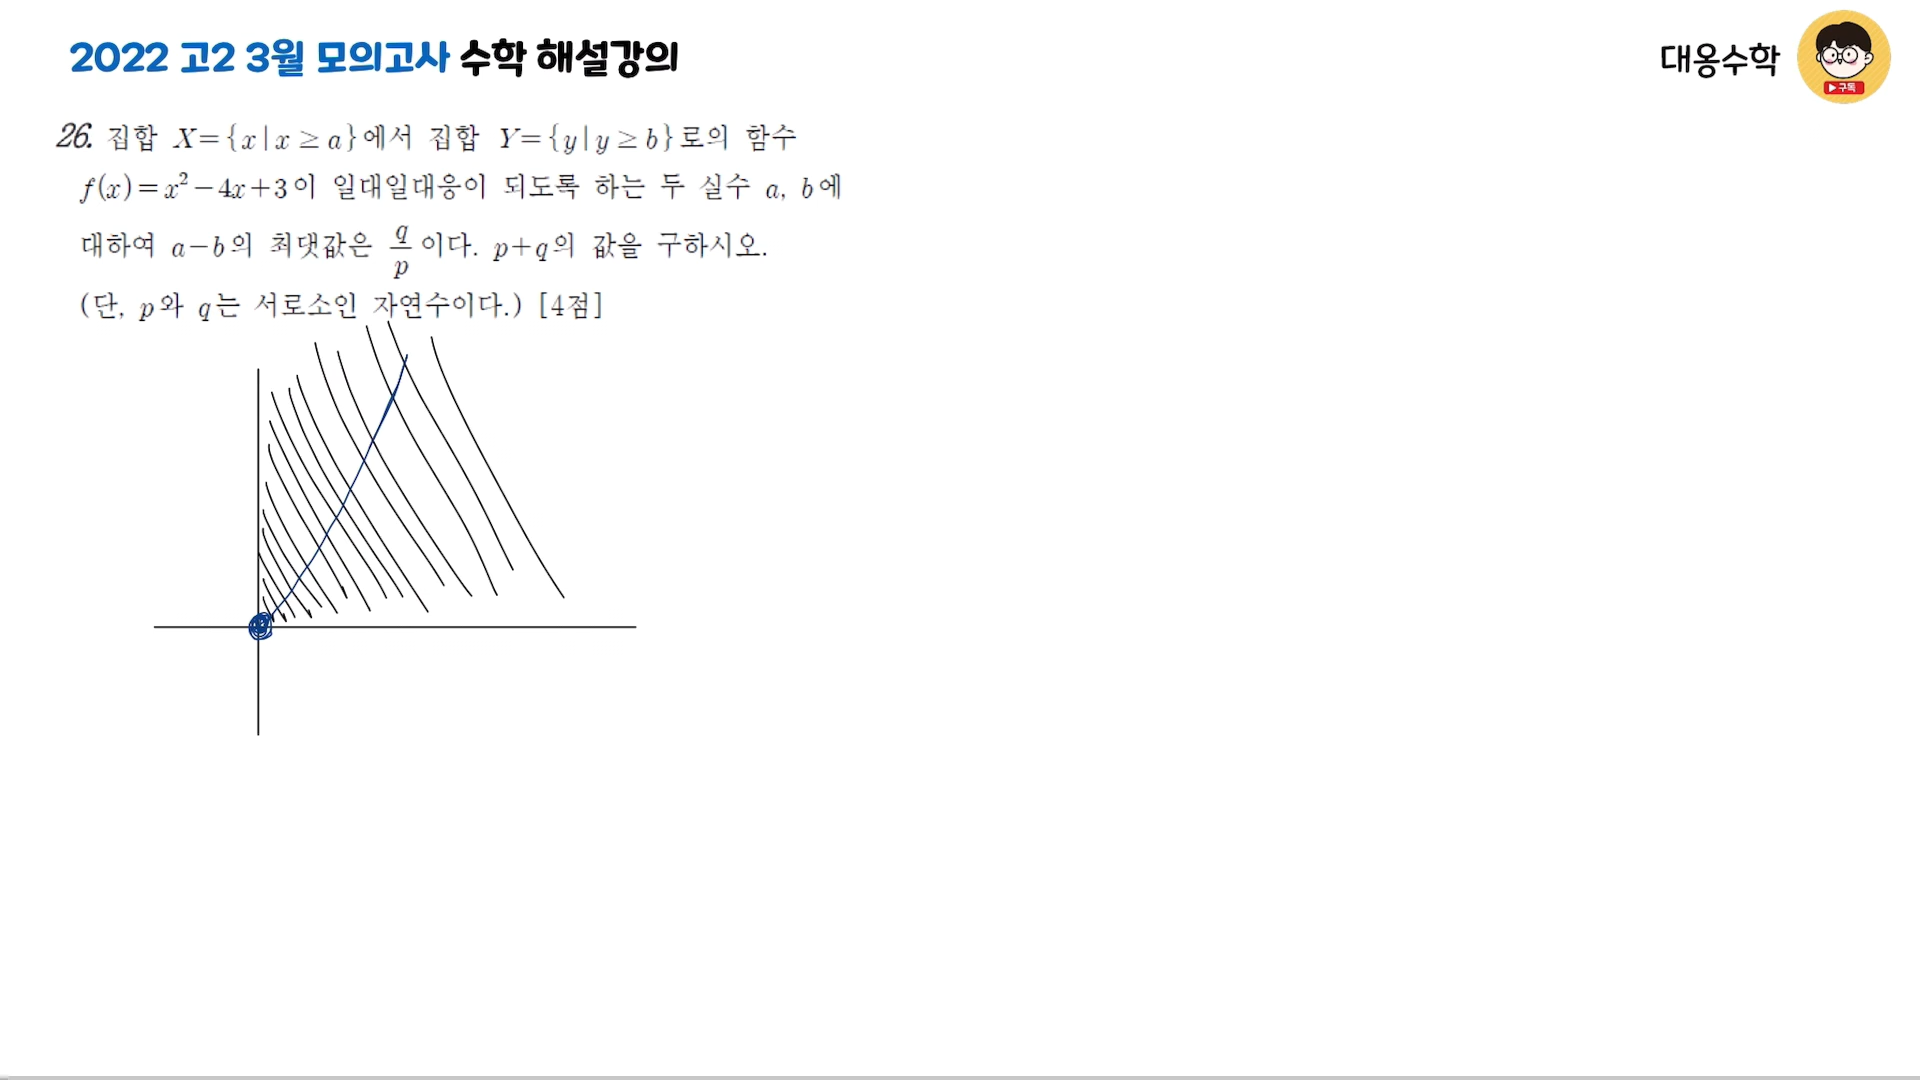 2022 고2 3월 모의고사 수학 해설강의
대웅수학
▶구독
26. 집합 X={x|x≥a}에서 집합 Y={y|y≥b}로의 함수
f(x)=x²−4x+3이 일대일대응이 되도록 하는 두 실수 a, b에
대하여 a−b의 최댓값은 q/p 이다. p+q의 값을 구하시오.
(단, p와 q는 서로소인 자연수이다.) [4점]